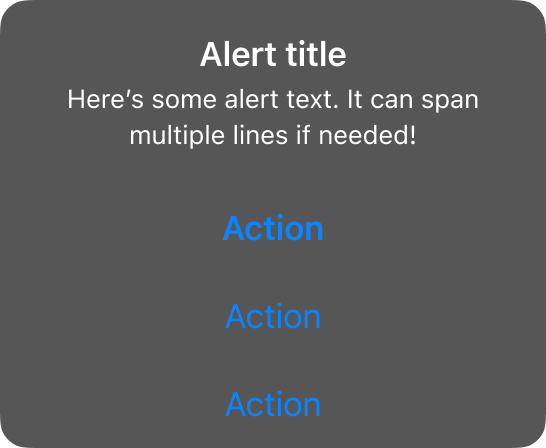 Alert title
Here’s some alert text. It can span
multiple lines if needed!
Action
Action
Action